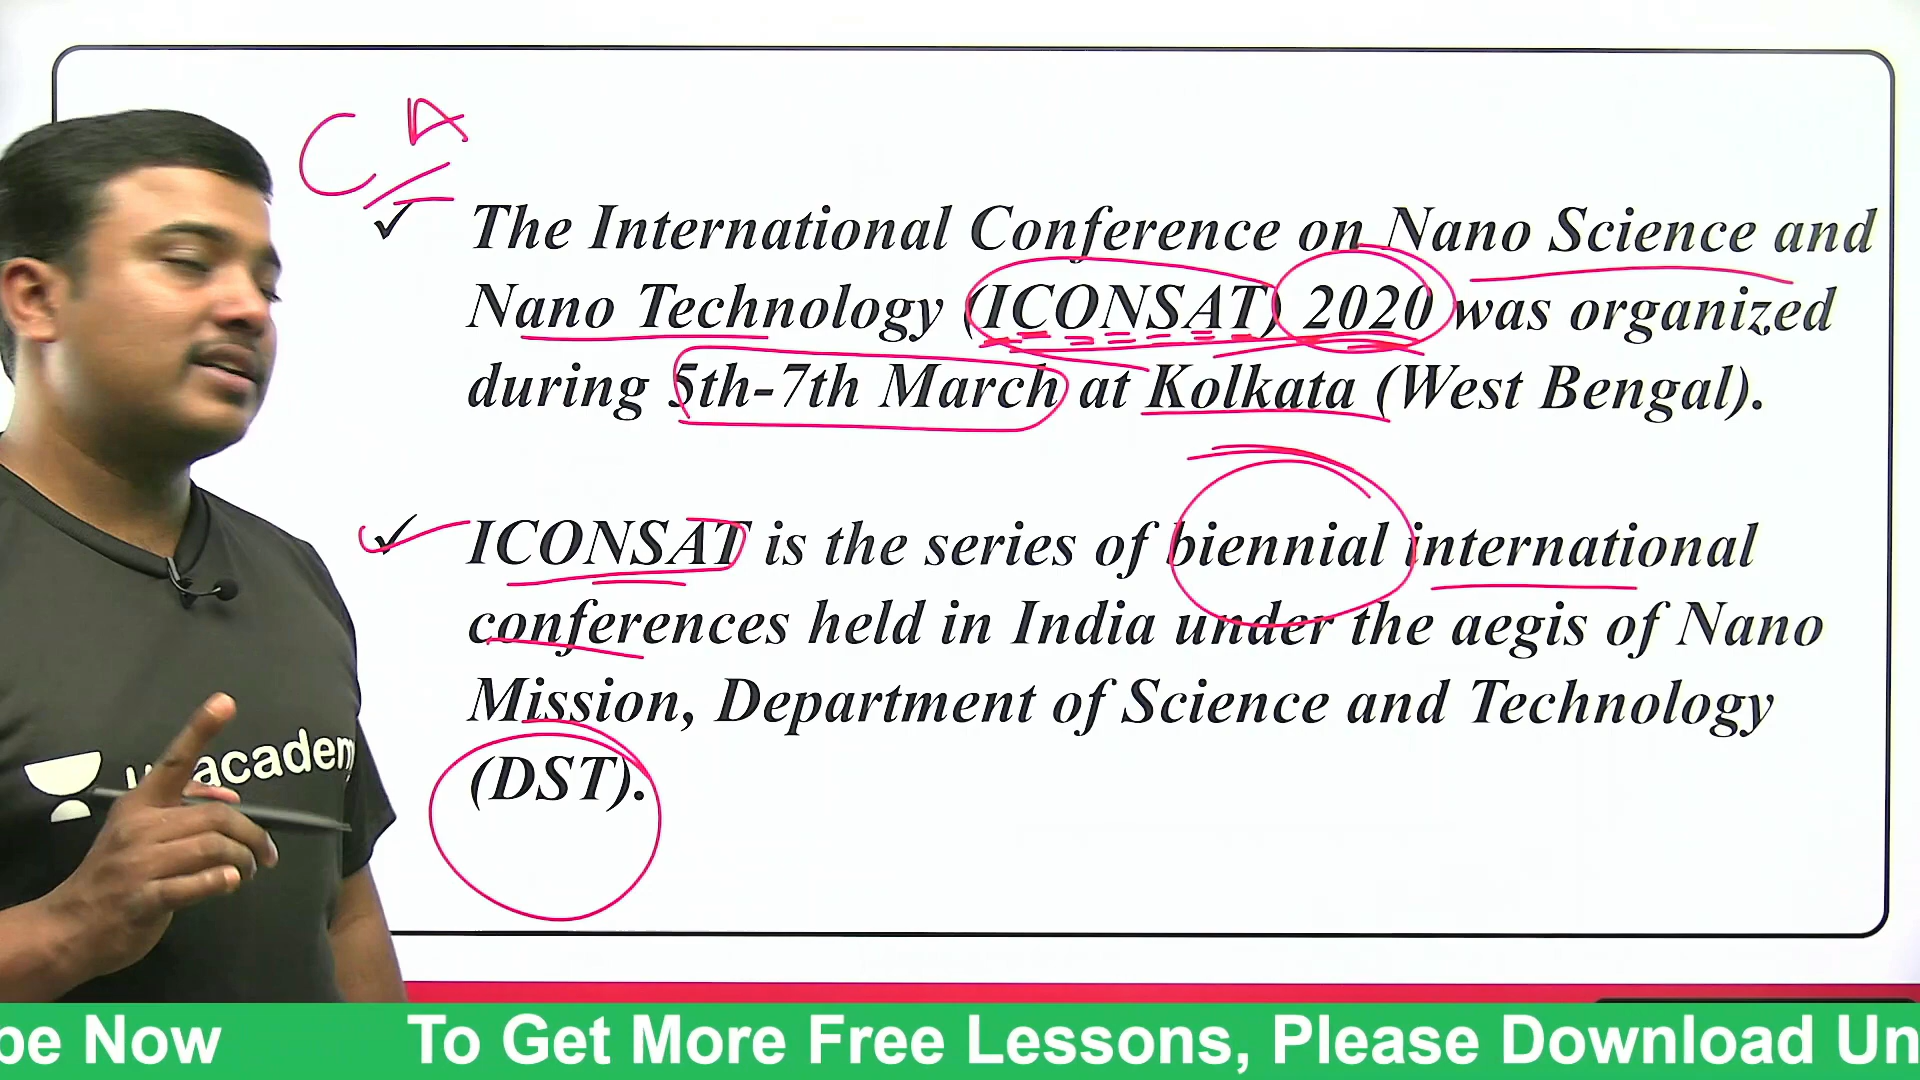 CA
✓ The International Conference on Nano Science and
Nano Technology (ICONSAT) 2020 was organized
during 5th-7th March at Kolkata (West Bengal).
✓ ICONSAT is the series of biennial international
conferences held in India under the aegis of Nano
Mission, Department of Science and Technology
(DST).
unacademy
be Now To Get More Free Lessons, Please Download Un